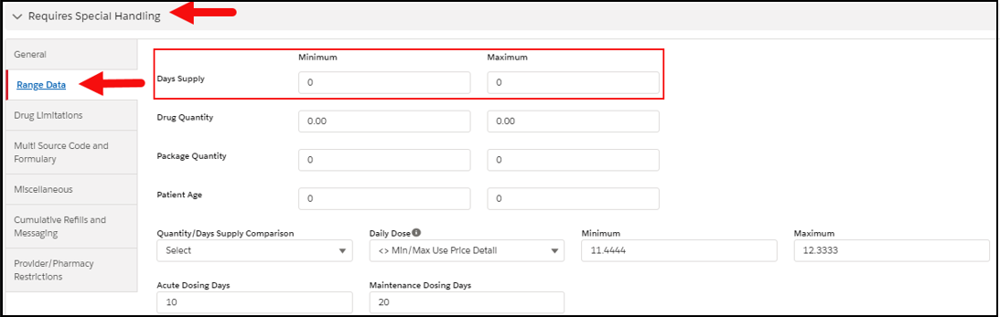 Requires Special Handling
General
Range Data
Drug Limitations
Multi Source Code and
Formulary
Miscellaneous
Cumulative Refills and
Messaging
Provider/Pharmacy
Restrictions
Minimum Maximum
Days Supply 0 0
Drug Quantity 0.00 0.00
Package Quantity 0 0
Patient Age 0 0
Quantity/Days Supply Comparison Daily Dose Minimum Maximum
Select <> Min/Max Use Price Detail 11.4444 12.3333
Acute Dosing Days Maintenance Dosing Days
10 20